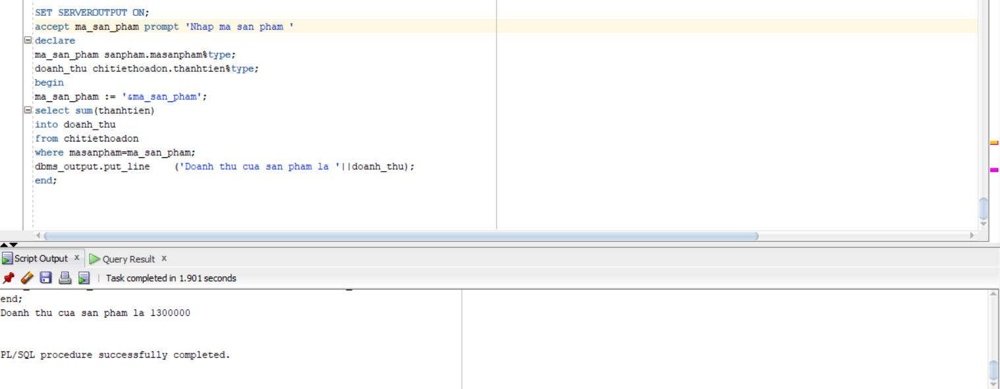 SET SERVEROUTPUT ON;
accept ma_san_pham prompt 'Nhap ma san pham '
declare
ma_san_pham sanpham.masanpham%type;
doanh_thu chitiethoadon.thanhtien%type;
begin
ma_san_pham := '&ma_san_pham';
select sum(thanhtien)
into doanh_thu
from chitiethoadon
where masanpham=ma_san_pham;
dbms_output.put_line    ('Doanh thu cua san pham la '||doanh_thu);
end;
Script Output x Query Result x
Task completed in 1.901 seconds
end;
Doanh thu cua san pham la 1300000
PL/SQL procedure successfully completed.